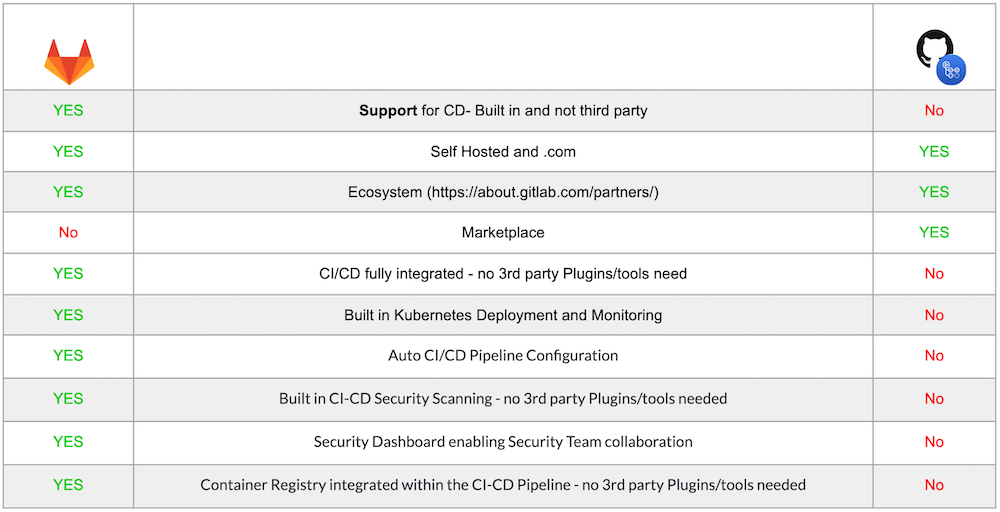 YES Support for CD- Built in and not third party No
YES Self Hosted and .com YES
YES Ecosystem (https://about.gitlab.com/partners/) YES
No Marketplace YES
YES CI/CD fully integrated - no 3rd party Plugins/tools need No
YES Built in Kubernetes Deployment and Monitoring No
YES Auto CI/CD Pipeline Configuration No
YES Built in CI-CD Security Scanning - no 3rd party Plugins/tools needed No
YES Security Dashboard enabling Security Team collaboration No
YES Container Registry integrated within the CI-CD Pipeline - no 3rd party Plugins/tools needed No